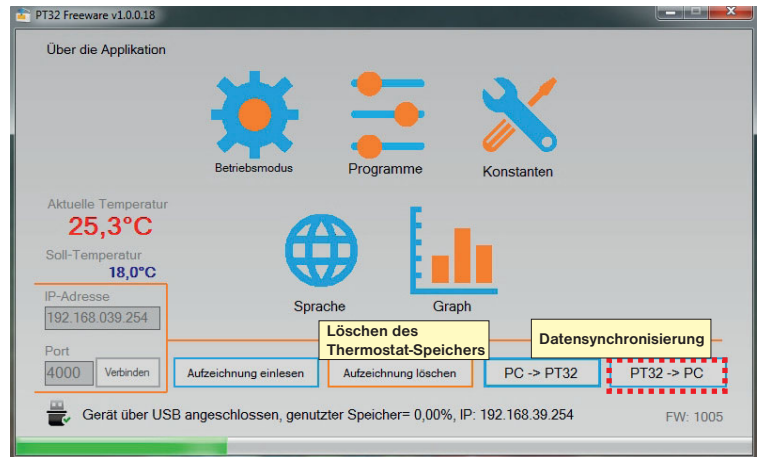 PT32 Freeware v1.0.0.18
Über die Applikation
Betriebsmodus
Programme
Konstanten
Aktuelle Temperatur
25,3°C
Soll-Temperatur
18,0°C
IP-Adresse
192.168.039.254
Sprache
Graph
Löschen des
Thermostat-Speichers
Datensynchronisierung
Port
4000
Verbinden
Aufzeichnung einlesen
Aufzeichnung löschen
PC -> PT32
PT32 -> PC
Gerät über USB angeschlossen, genutzter Speicher= 0,00%, IP: 192.168.39.254
FW: 1005